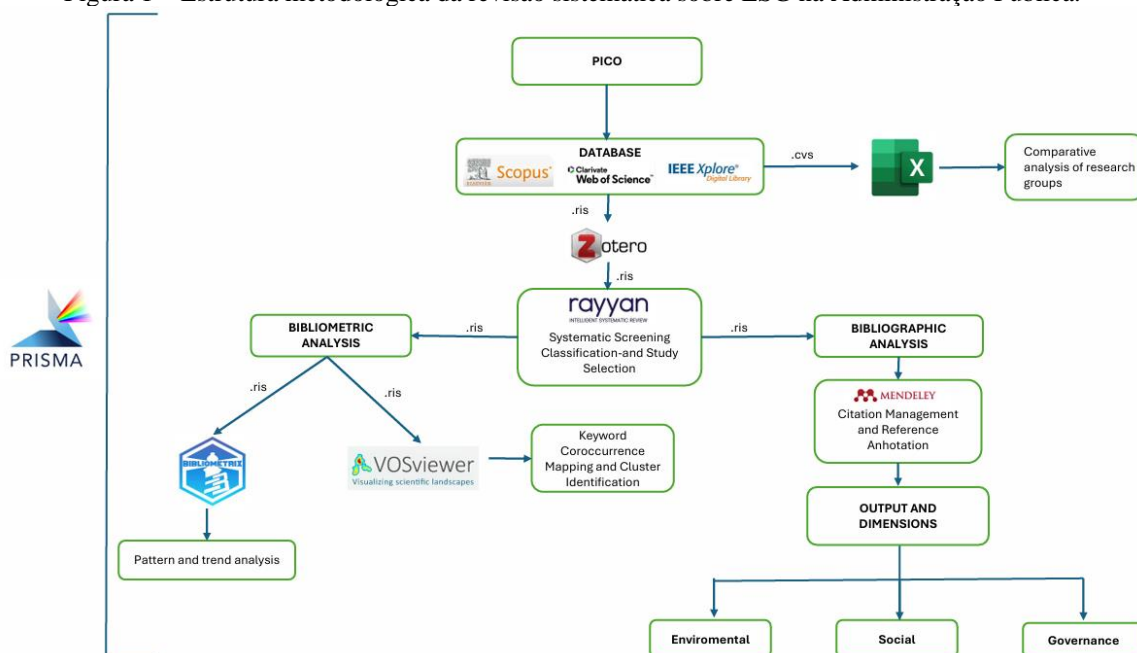 Figura 1 – Estrutura metodológica da revisão sistemática sobre ESG na Administração Pública.
PICO
DATABASE
ELSEVIER Scopus®
Clarivate
Web of Science™
IEEE Xplore®
Digital Library
.cvs
X
Comparative
analysis of research
groups
.ris
Zotero
.ris
rayyan
INTELLIGENT SYSTEMATIC REVIEW
Systematic Screening
Classification-and Study
Selection
.ris
.ris
BIBLIOMETRIC
ANALYSIS
BIBLIOGRAPHIC
ANALYSIS
PRISMA
.ris
.ris
MENDELEY
Citation Management
and Reference
Anhotation
BIBLIOMETRIX
VOSviewer
Visualizing scientific landscapes
Keyword
Coroccurrence
Mapping and Cluster
Identification
OUTPUT AND
DIMENSIONS
Pattern and trend analysis
Enviromental
Social
Governance